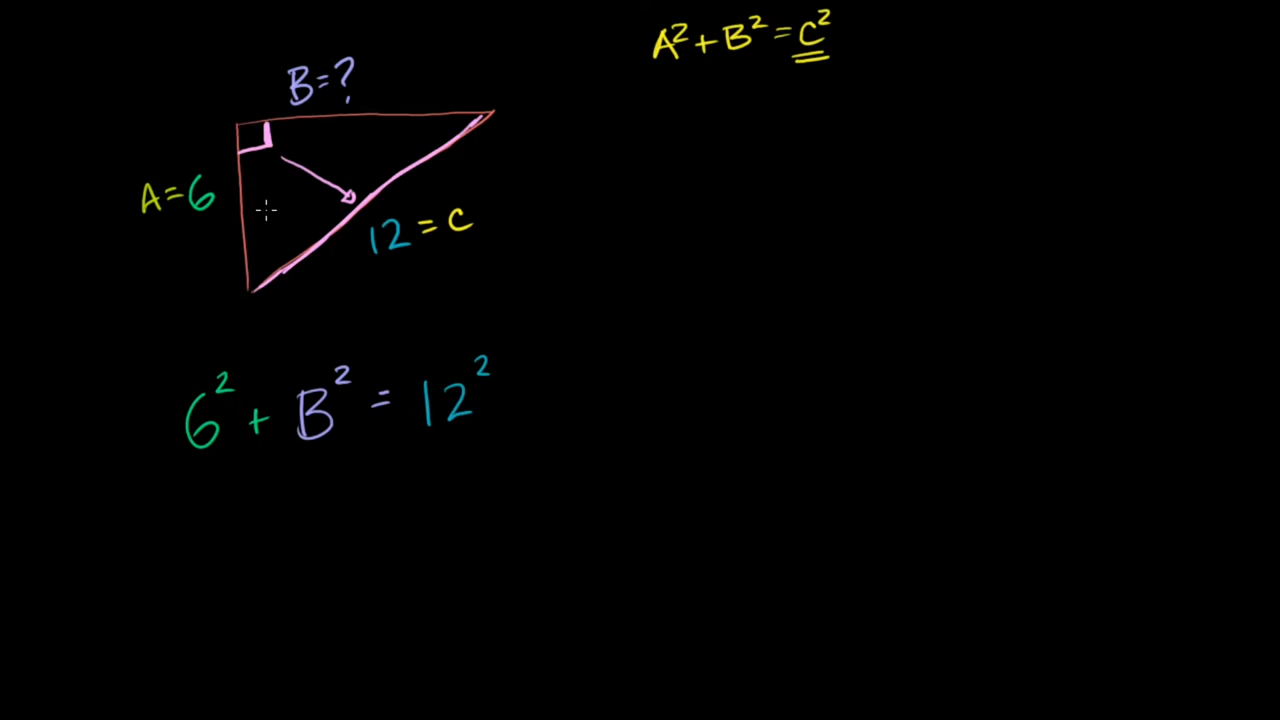 A² + B² = C²
B = ?
A = 6
12 = C
6² + B² = 12²